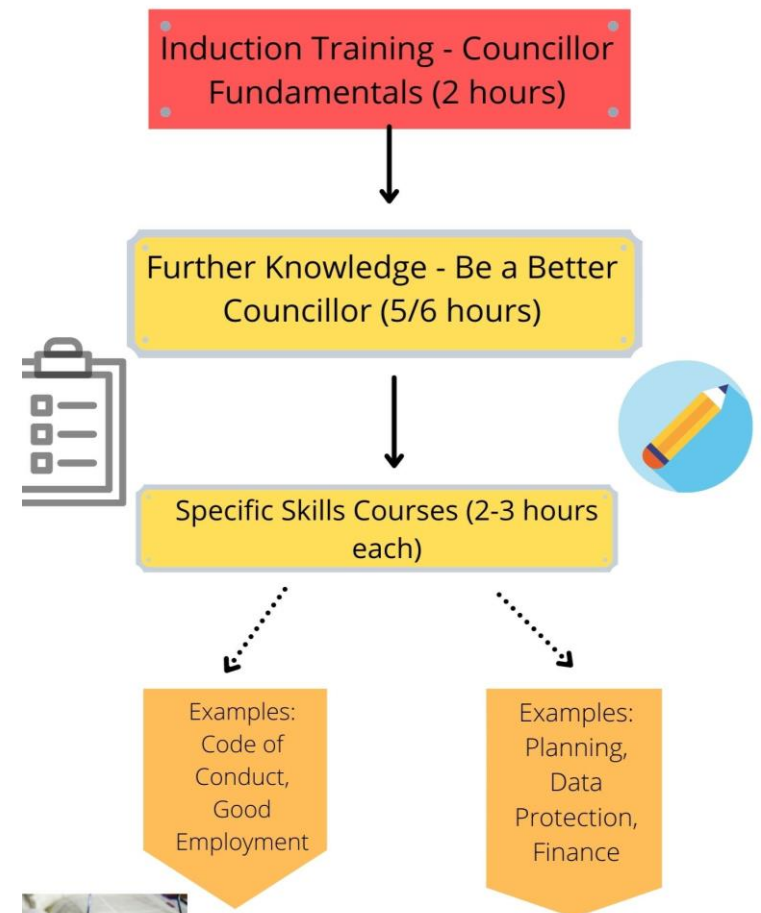 Induction Training - Councillor
Fundamentals (2 hours)
Further Knowledge - Be a Better
Councillor (5/6 hours)
Specific Skills Courses (2-3 hours
each)
Examples:
Code of
Conduct,
Good
Employment
Examples:
Planning,
Data
Protection,
Finance